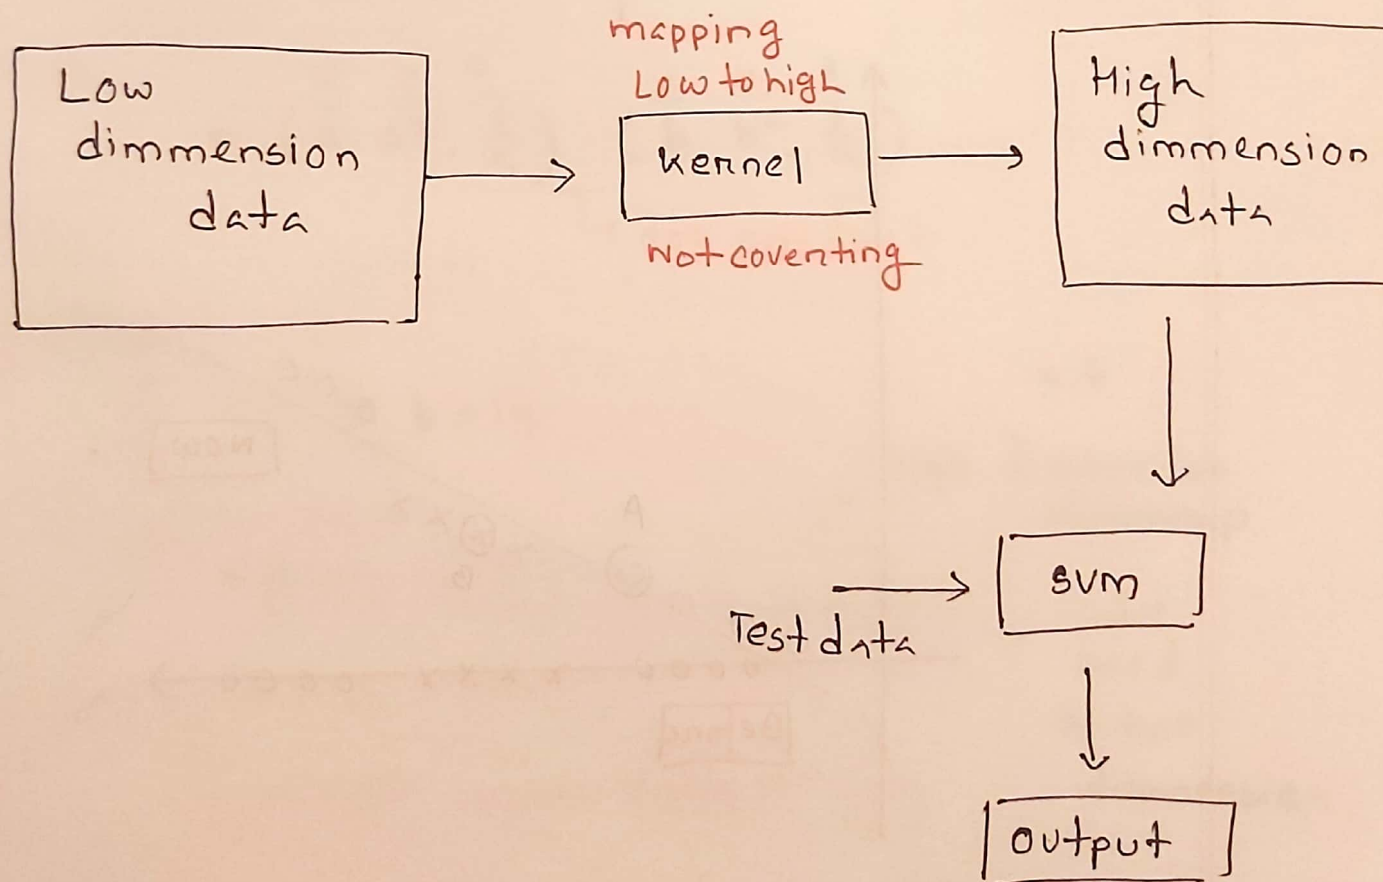 Low
dimmension
data
mapping
Low to high
kernel
Not coventing
High
dimmension
data
Test data
svm
output